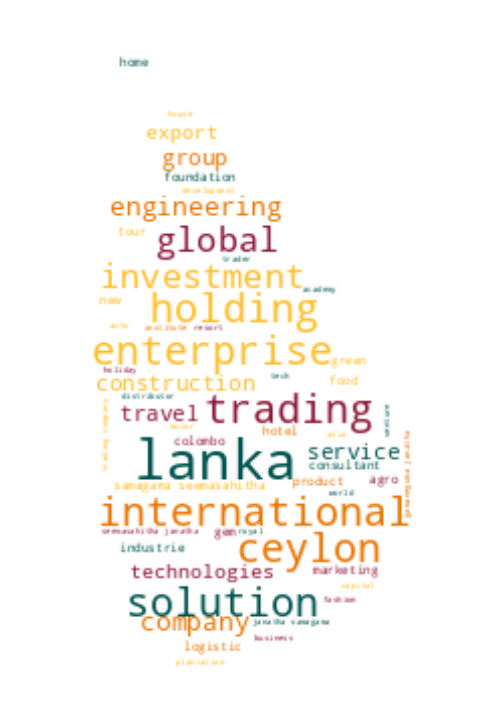 home
house
export
group
foundation
development
engineering
tour
global
trader
investment
academy
new
holding
auto
institute resort
enterprise
green
holiday
tech
construction
food
distributor
travel
trading
motor
hotel
asia
colombo
lanka
service
consultant
product
agro
samagama seemasahitha
world
international
seemasahitha janatha
gem
royal
industrie
ceylon
technologies
marketing
capital
solution
fashion
company
janatha samagama
business
logistic
plantation